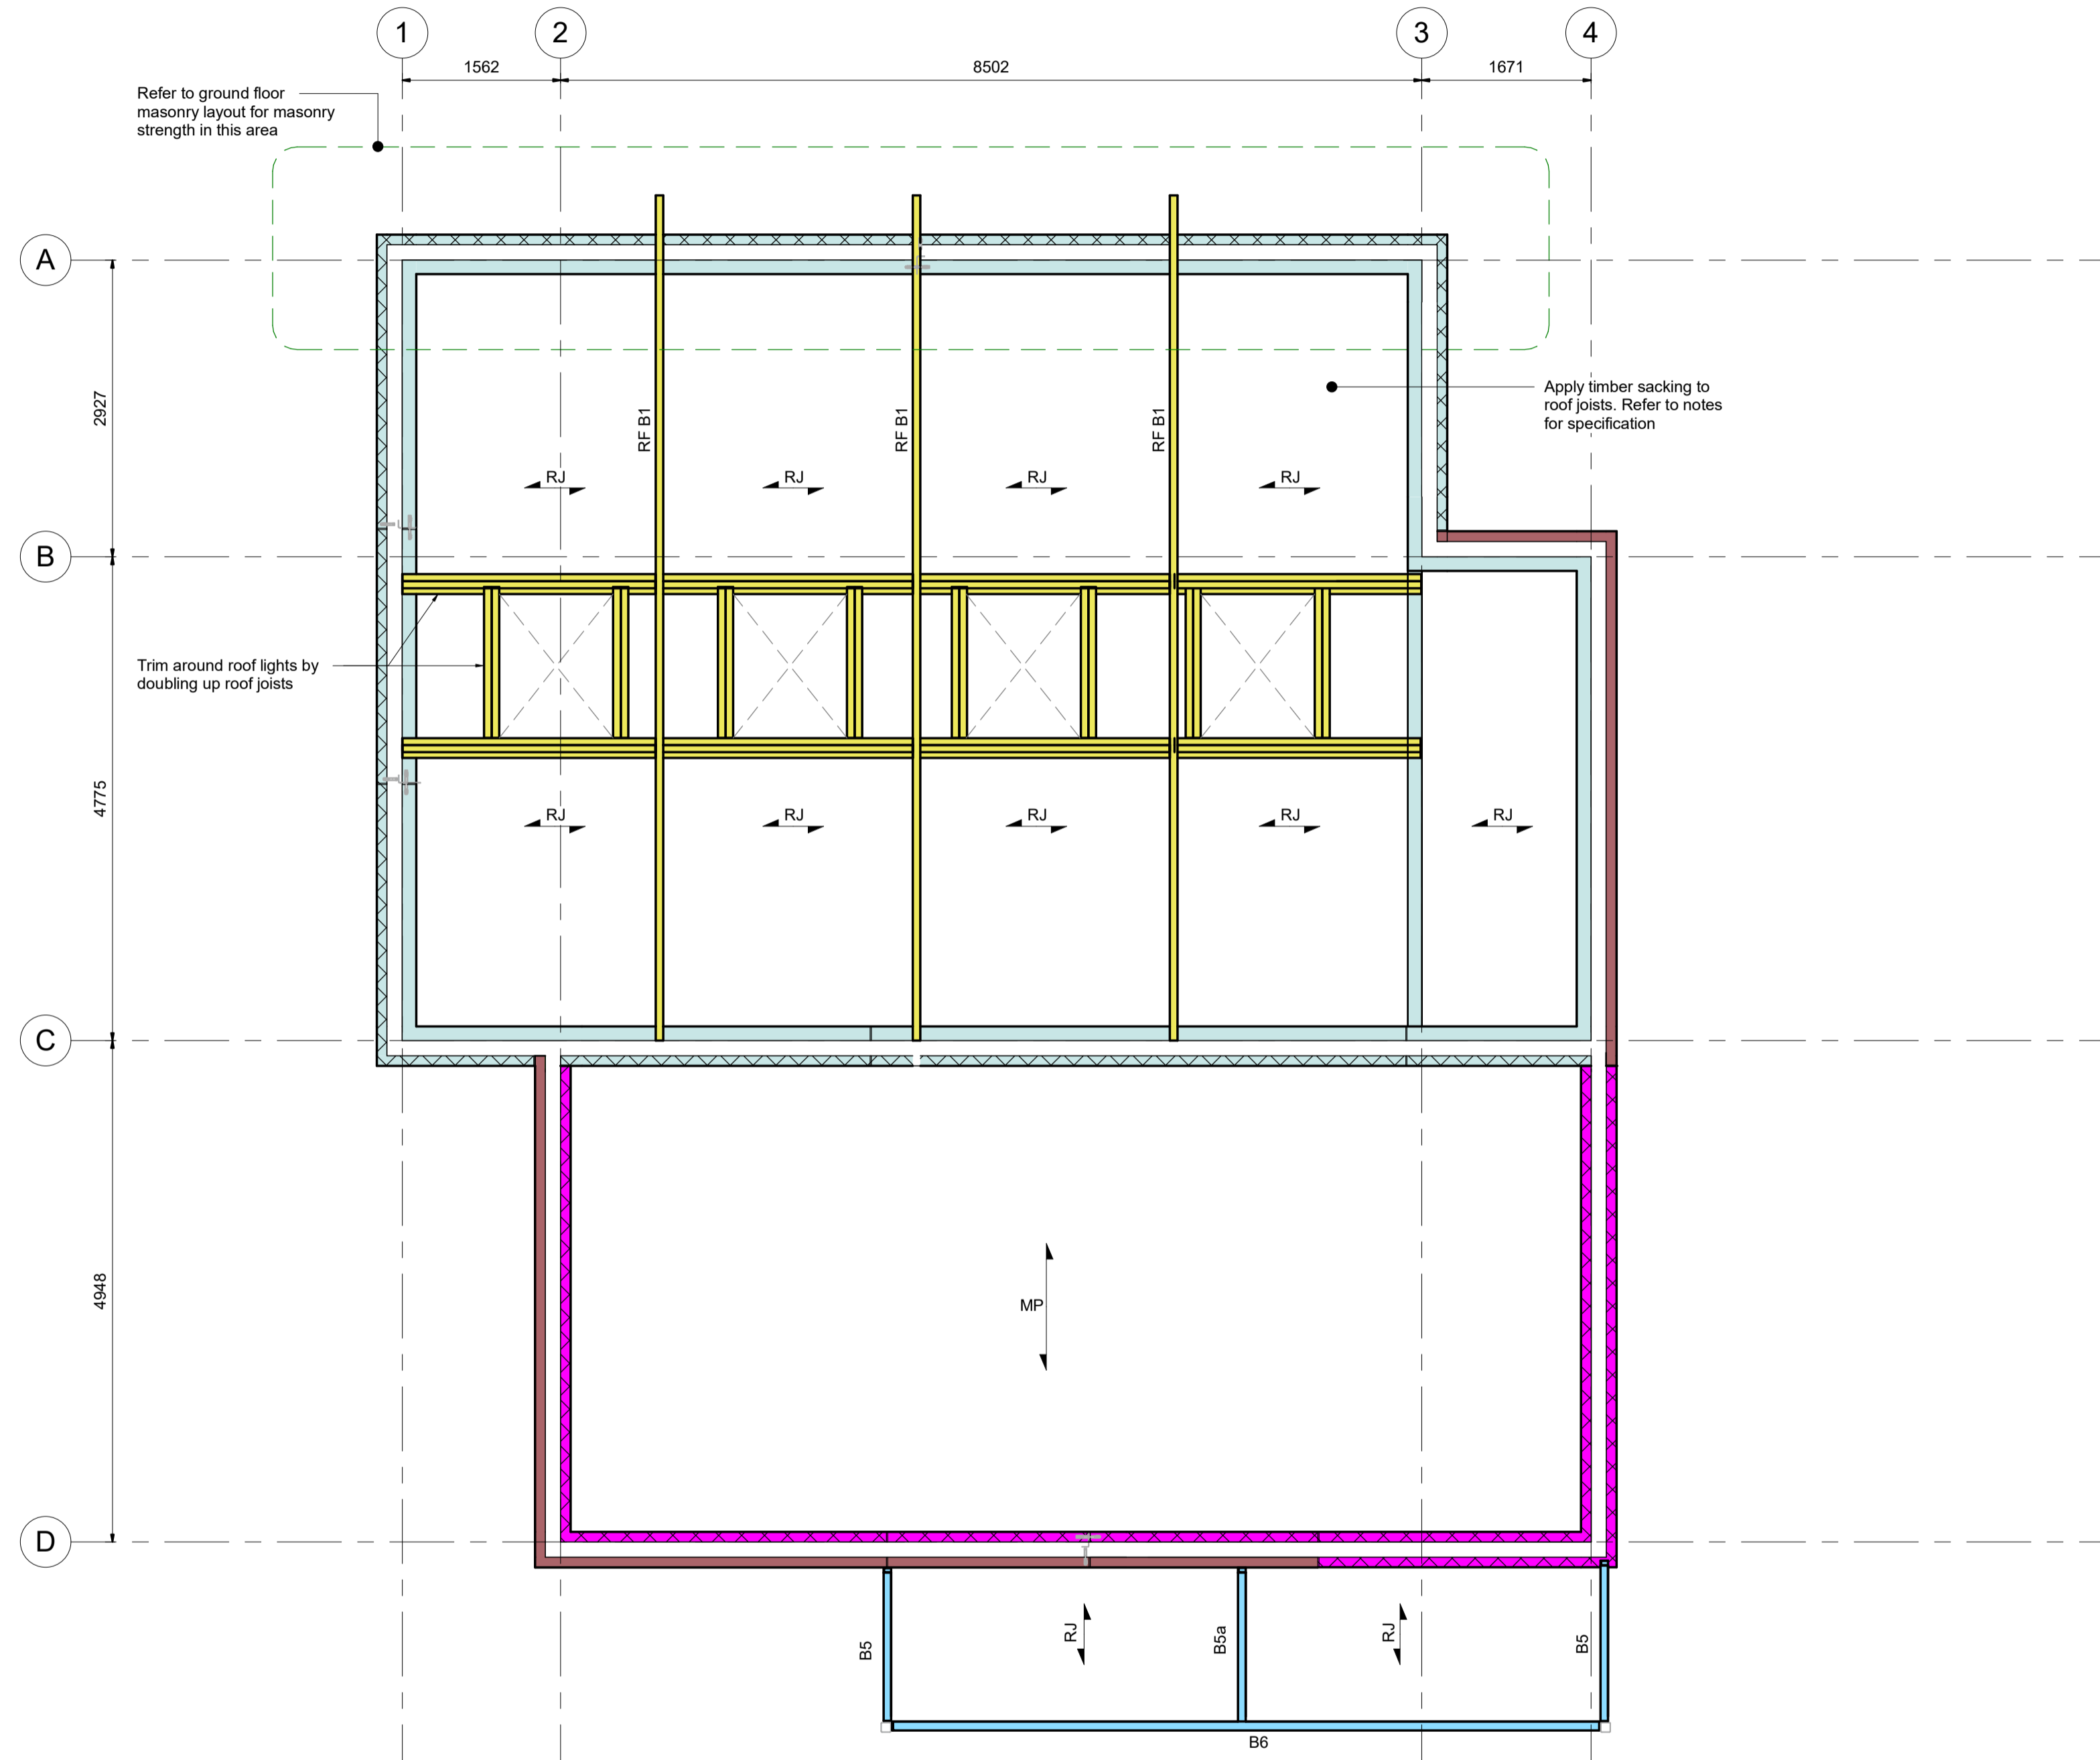 1
2
3
4
1562
8502
1671
Refer to ground floor
masonry layout for masonry
strength in this area
A
2927
RF B1
RF B1
RF B1
Apply timber sacking to
roof joists. Refer to notes
for specification
RJ
RJ
RJ
RJ
B
Trim around roof lights by
doubling up roof joists
4775
RJ
RJ
RJ
RJ
RJ
C
4948
MP
D
B5
RJ
B5a
RJ
B5
B6